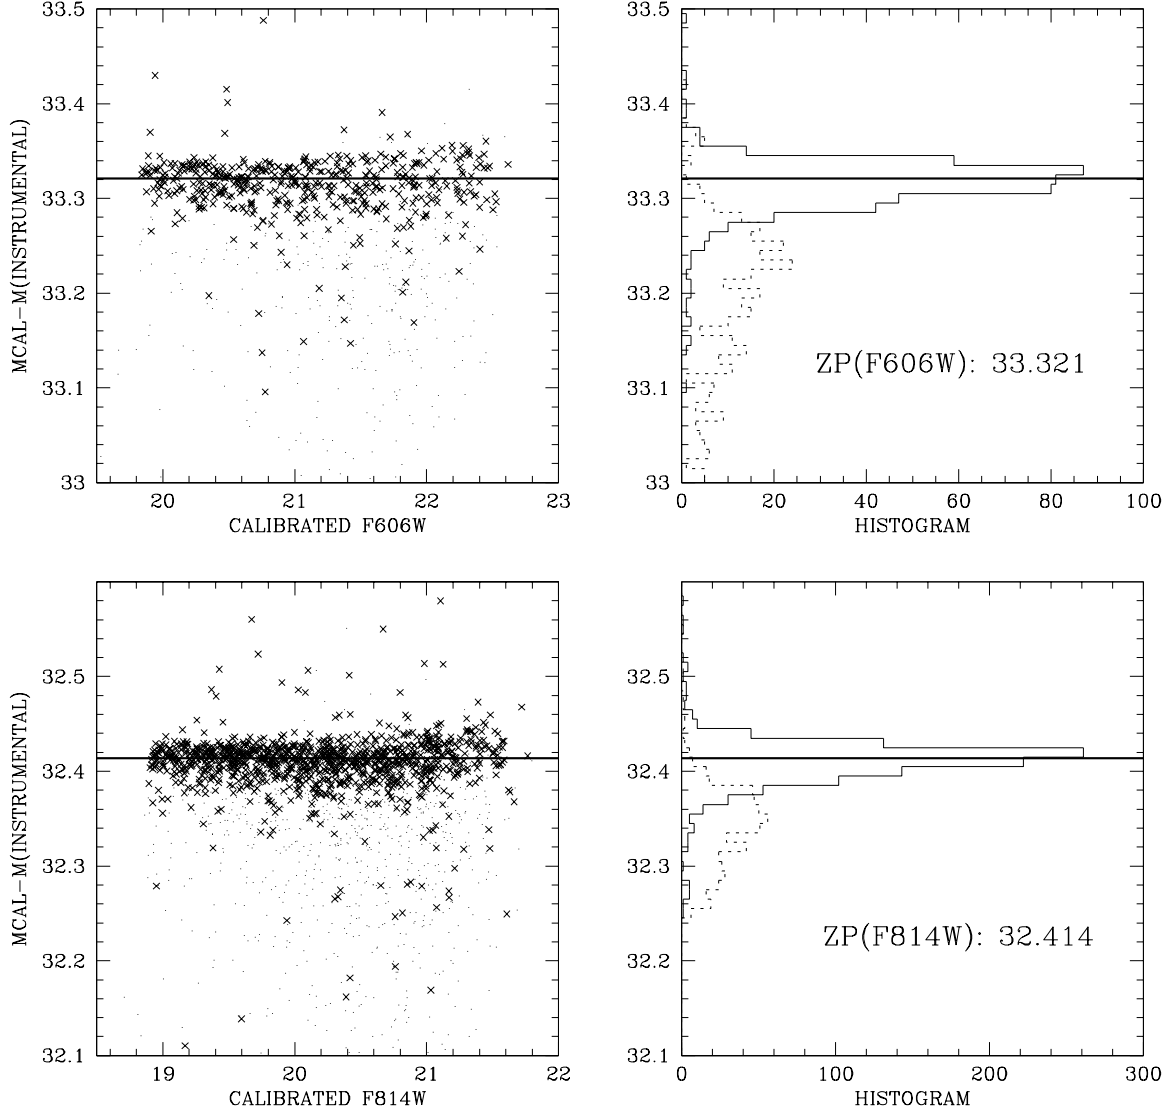 33.5
33.4
33.3
33.2
33.1
33
MCAL-M(INSTRUMENTAL)
20 21 22 23
CALIBRATED F606W
33.5
33.4
33.3
33.2
33.1
33
ZP(F606W): 33.321
0 20 40 60 80 100
HISTOGRAM
32.5
32.4
32.3
32.2
32.1
MCAL-M(INSTRUMENTAL)
19 20 21 22
CALIBRATED F814W
32.5
32.4
32.3
32.2
32.1
ZP(F814W): 32.414
0 100 200 300
HISTOGRAM